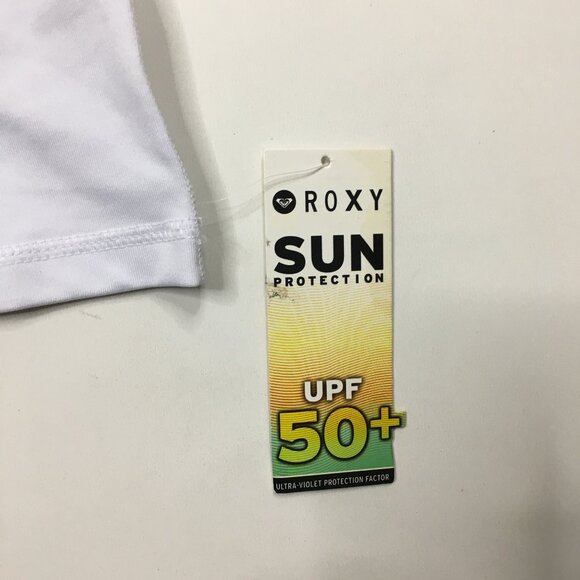 ROXY
SUN
PROTECTION
UPF
50+
ULTRA-VIOLET PROTECTION FACTOR